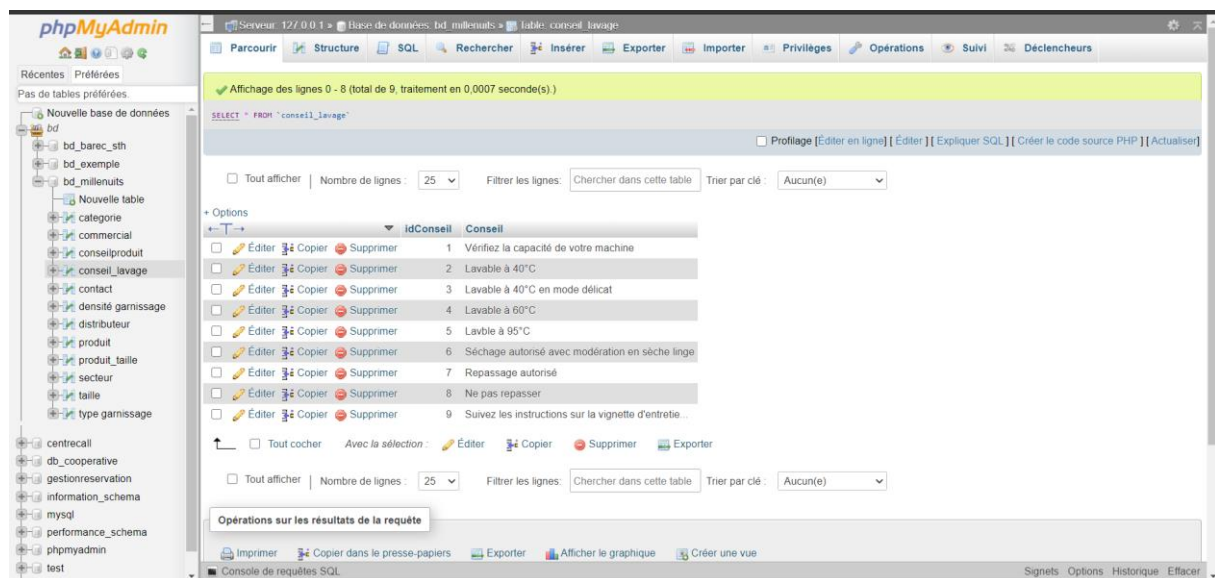 phpMyAdmin
Récentes Préférées
Pas de tables préférées.
Nouvelle base de données
bd
bd_barec_sth
bd_exemple
bd_millenuits
Nouvelle table
categorie
commercial
conseilproduit
conseil_lavage
contact
densité garnissage
distributeur
produit
produit_taille
secteur
taille
type garnissage
centrecall
db_cooperative
gestionreservation
information_schema
mysql
performance_schema
phpmyadmin
test
Serveur: 127.0.0.1 » Base de données: bd_millenuits » Table: conseil_lavage
Parcourir Structure SQL Rechercher Insérer Exporter Importer Privilèges Opérations Suivi Déclencheurs
Affichage des lignes 0 - 8 (total de 9, traitement en 0,0007 seconde(s).)
SELECT * FROM `conseil_lavage`
Profilage [Éditer en ligne] [ Éditer ] [ Expliquer SQL ] [ Créer le code source PHP ] [ Actualiser]
Tout afficher | Nombre de lignes : 25 Filtrer les lignes: Chercher dans cette table Trier par clé : Aucun(e)
+ Options
←T→ ▼ idConseil Conseil
Éditer Copier Supprimer 1 Vérifiez la capacité de votre machine
Éditer Copier Supprimer 2 Lavable à 40°C
Éditer Copier Supprimer 3 Lavable à 40°C en mode délicat
Éditer Copier Supprimer 4 Lavable à 60°C
Éditer Copier Supprimer 5 Lavble à 95°C
Éditer Copier Supprimer 6 Séchage autorisé avec modération en sèche linge
Éditer Copier Supprimer 7 Repassage autorisé
Éditer Copier Supprimer 8 Ne pas repasser
Éditer Copier Supprimer 9 Suivez les instructions sur la vignette d'entretie...
Tout cocher Avec la sélection : Éditer Copier Supprimer Exporter
Tout afficher | Nombre de lignes : 25 Filtrer les lignes: Chercher dans cette table Trier par clé : Aucun(e)
Opérations sur les résultats de la requête
Imprimer Copier dans le presse-papiers Exporter Afficher le graphique Créer une vue
Console de requêtes SQL Signets Options Historique Effacer